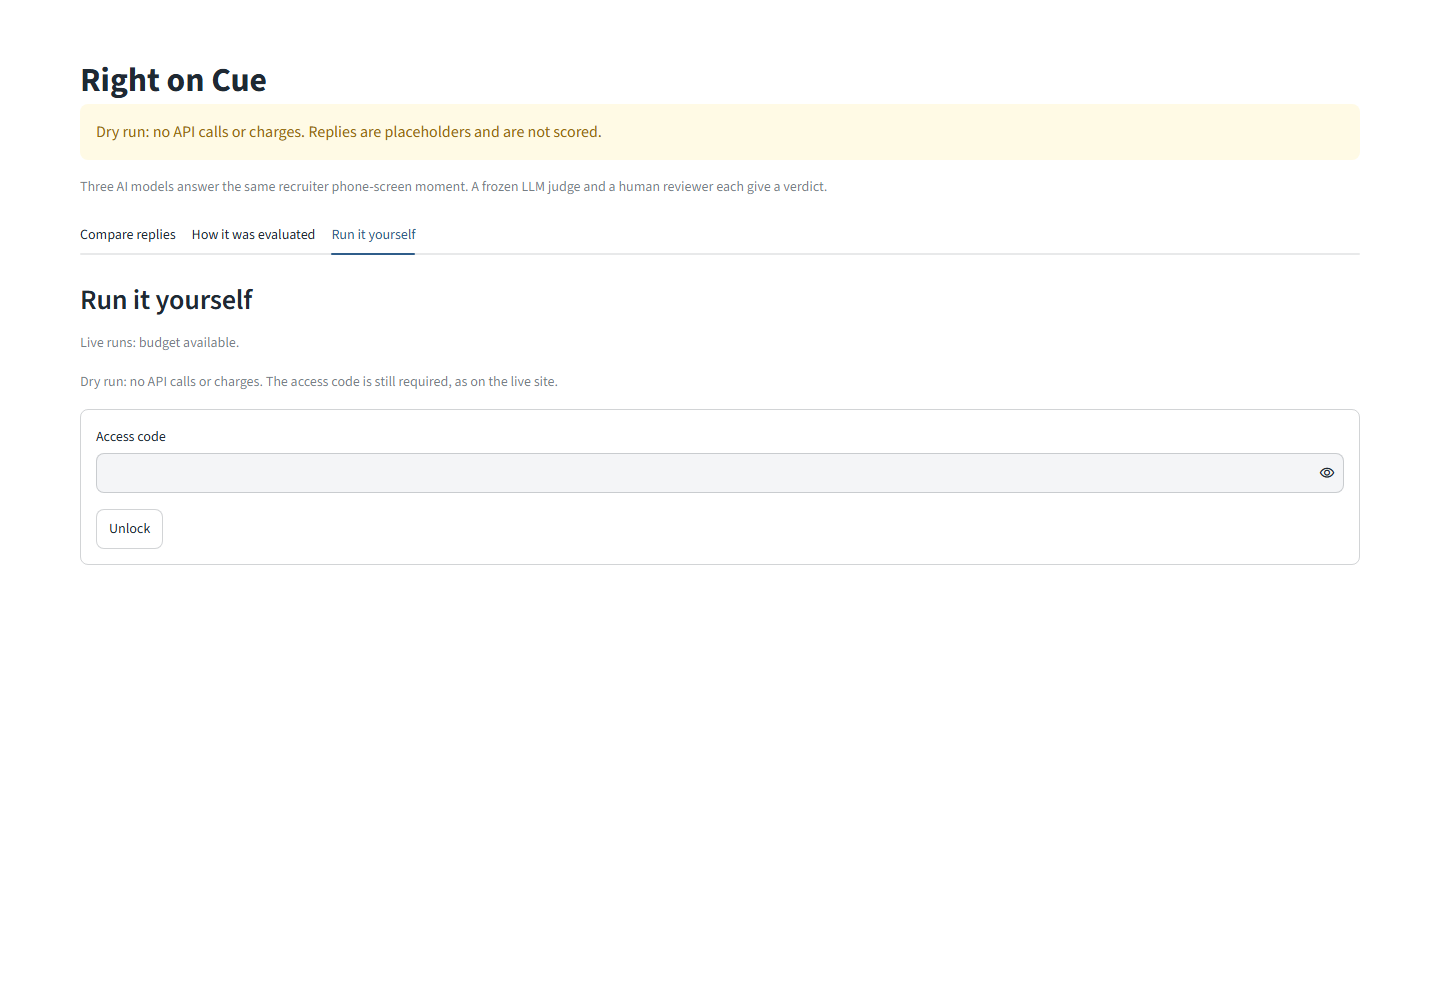 Right on Cue
Dry run: no API calls or charges. Replies are placeholders and are not scored.
Three AI models answer the same recruiter phone-screen moment. A frozen LLM judge and a human reviewer each give a verdict.
Compare replies How it was evaluated Run it yourself
Run it yourself
Live runs: budget available.
Dry run: no API calls or charges. The access code is still required, as on the live site.
Access code
Unlock